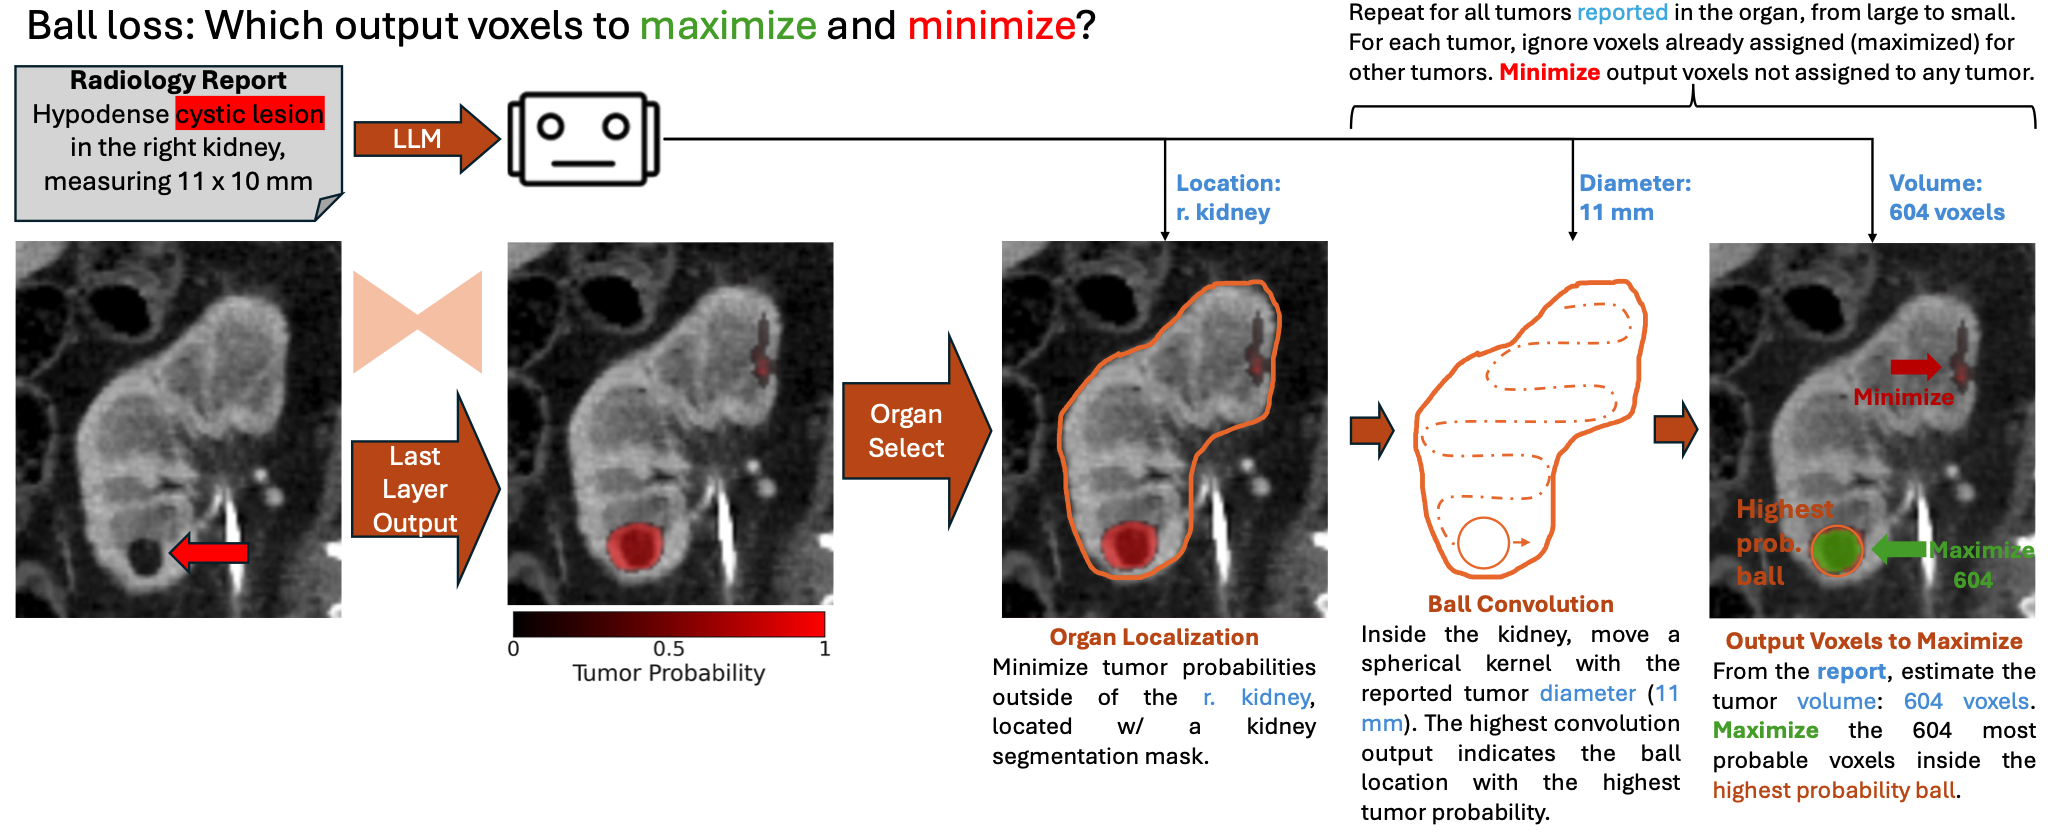 Ball loss: Which output voxels to maximize and minimize?
Repeat for all tumors reported in the organ, from large to small.
For each tumor, ignore voxels already assigned (maximized) for
other tumors. Minimize output voxels not assigned to any tumor.
Radiology Report
Hypodense cystic lesion
in the right kidney,
measuring 11 x 10 mm
LLM
Location:
r. kidney
Diameter:
11 mm
Volume:
604 voxels
Last
Layer
Output
0
0.5
1
Tumor Probability
Organ
Select
Organ Localization
Minimize tumor probabilities
outside of the r. kidney,
located w/ a kidney
segmentation mask.
Ball Convolution
Inside the kidney, move a
spherical kernel with the
reported tumor diameter (11
mm). The highest convolution
output indicates the ball
location with the highest
tumor probability.
Minimize
Highest
prob.
ball
Maximize
604
Output Voxels to Maximize
From the report, estimate the
tumor volume: 604 voxels.
Maximize the 604 most
probable voxels inside the
highest probability ball.